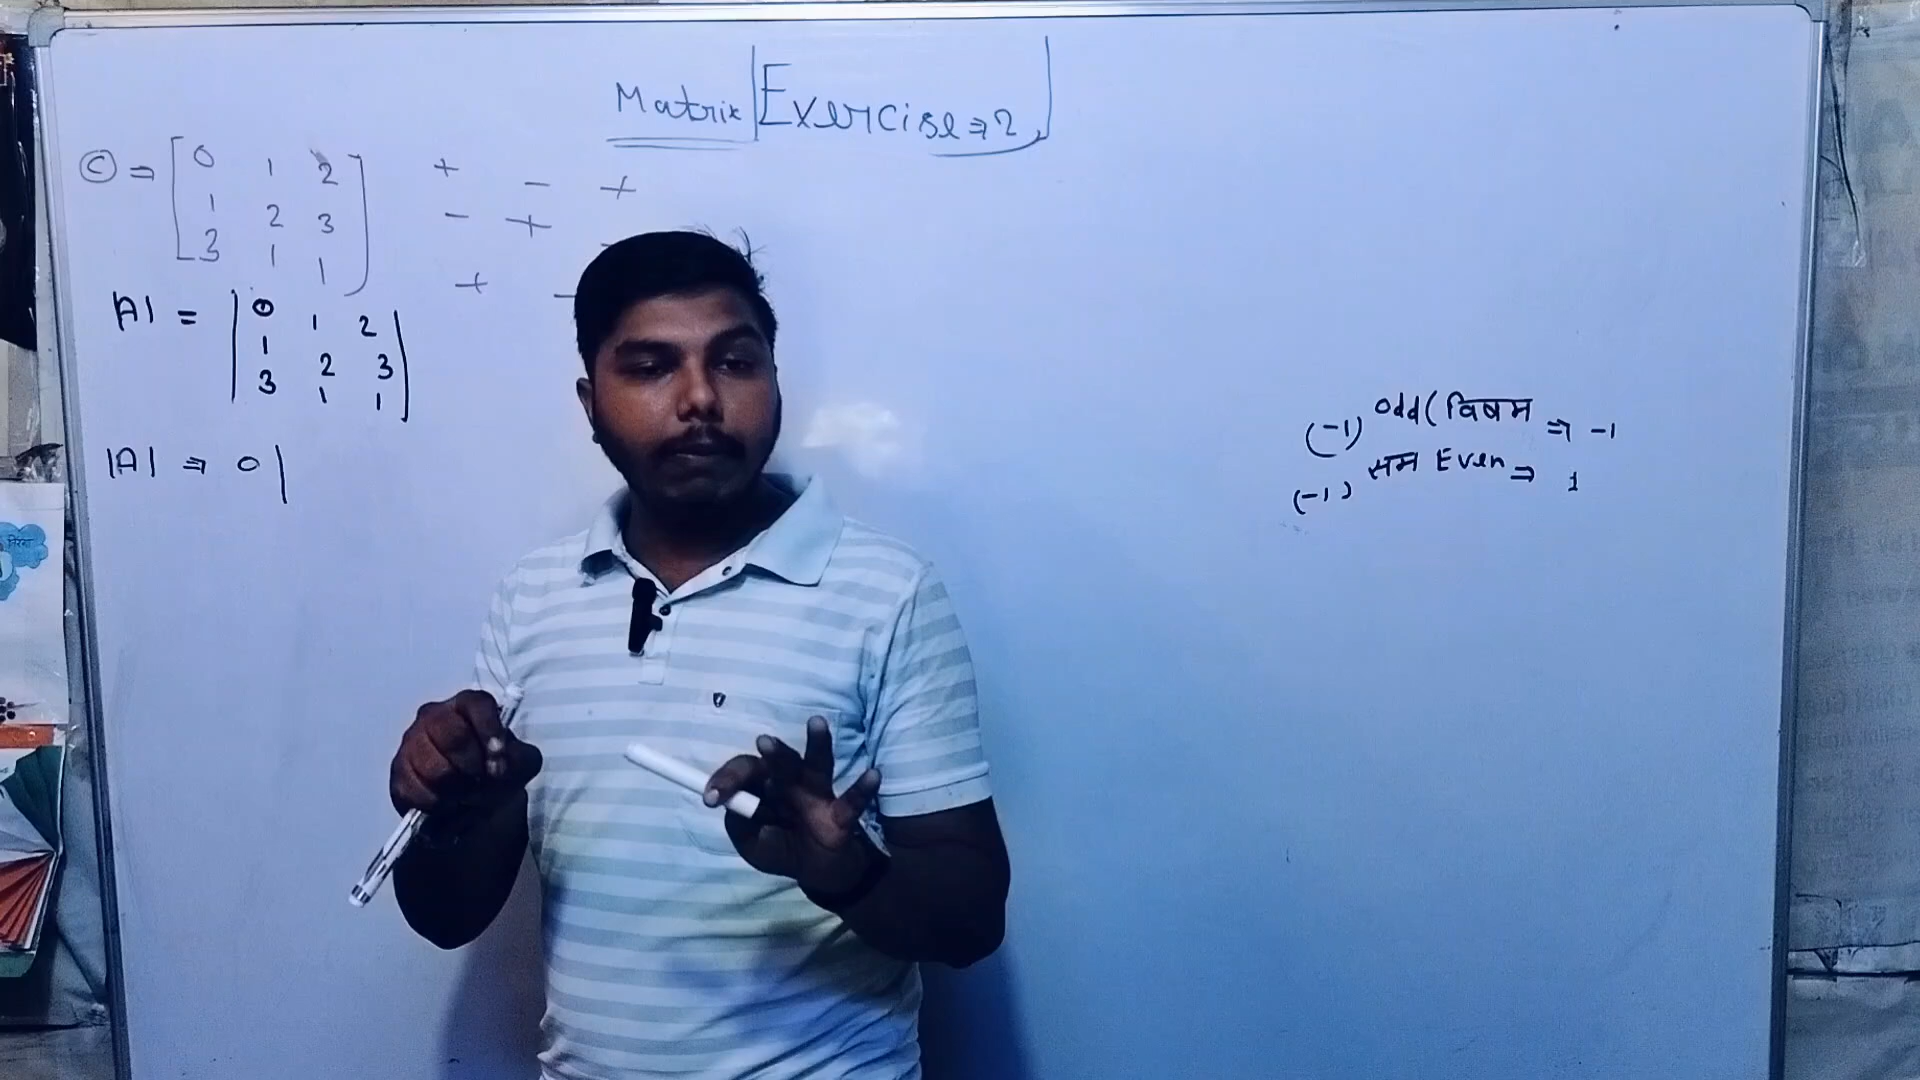 Matrix Exercise ⇒ 2
Ⓒ ⇒ [0 1 2
1 2 3
3 1 1]
+ - +
- + -
+ -
|A| = |0 1 2
1 2 3
3 1 1|
|A| ⇒ 0|
(-1) odd (विषम ⇒ -1
(-1) सम Even ⇒ 1